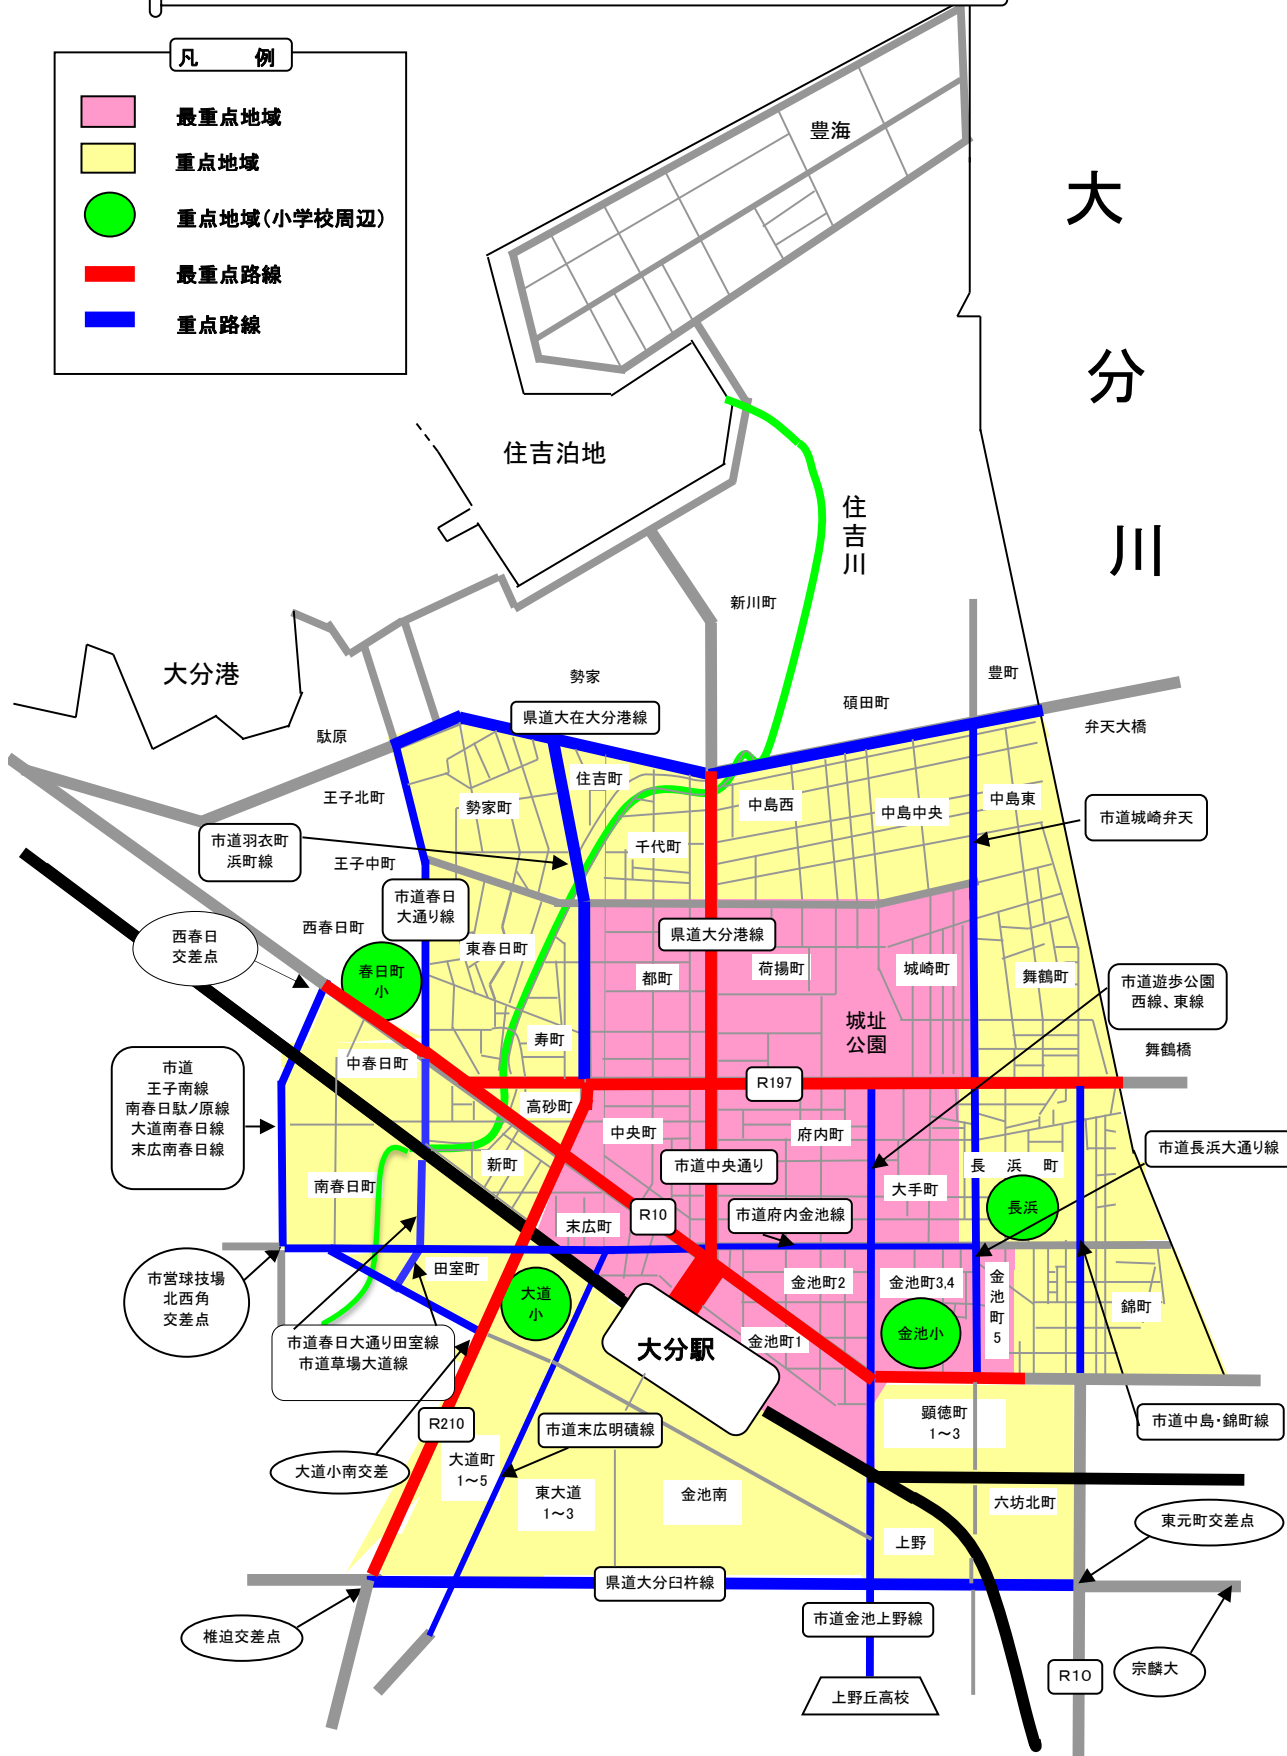 凡 例
最重点地域
重点地域
重点地域(小学校周辺)
最重点路線
重点路線
豊海
大
分
川
住吉泊地
住
吉
川
新川町
大分港
勢家
豊町
碩田町
県道大在大分港線
弁天大橋
駄原
住吉町
王子北町
勢家町
中島西
中島中央
中島東
市道城崎弁天
市道羽衣町
浜町線
千代町
王子中町
市道春日
大通り線
西春日町
西春日
交差点
東春日町
県道大分港線
春日町
小
都町
荷揚町
城崎町
舞鶴町
市道遊歩公園
西線、東線
城址
公園
寿町
舞鶴橋
中春日町
市道
王子南線
南春日駄ノ原線
大道南春日線
末広南春日線
R197
高砂町
中央町
府内町
市道長浜大通り線
新町
市道中央通り
長 浜 町
南春日町
大手町
長浜
末広町
R10
市道府内金池線
市営球技場
北西角
交差点
田室町
大道
小
金池町2
金池町3,4
金
池
町
5
錦町
市道春日大通り田室線
市道草場大道線
大分駅
金池町1
金池小
R210
市道末広明磧線
顕徳町
1~3
市道中島・錦町線
大道小南交差
大道町
1~5
東大道
1~3
金池南
六坊北町
東元町交差点
上野
県道大分臼杵線
椎迫交差点
市道金池上野線
R10
宗麟大
上野丘高校